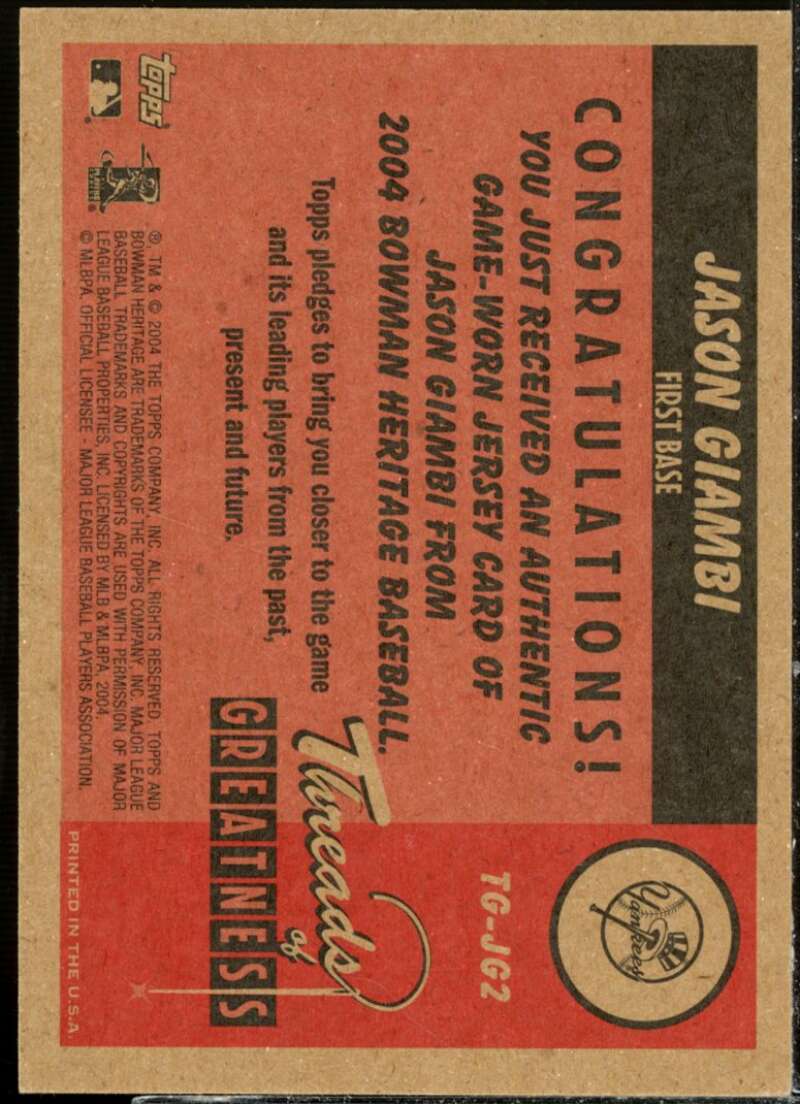 JASON GIAMBI
FIRST BASE
Yankees
TG-JG2
CONGRATULATIONS!
YOU JUST RECEIVED AN AUTHENTIC
GAME-WORN JERSEY CARD OF
JASON GIAMBI FROM
2004 BOWMAN HERITAGE BASEBALL.
Topps pledges to bring you closer to the game
and its leading players from the past,
present and future.
Threads
of
GREATNESS
TOPPS
®, TM & © 2004 THE TOPPS COMPANY, INC. ALL RIGHTS RESERVED. TOPPS AND
BOWMAN HERITAGE ARE TRADEMARKS OF THE TOPPS COMPANY, INC. MAJOR LEAGUE
BASEBALL TRADEMARKS AND COPYRIGHTS ARE USED WITH PERMISSION OF MAJOR
LEAGUE BASEBALL PROPERTIES, INC. LICENSED BY MLB & MLBPA, 2004.
© MLBPA. OFFICIAL LICENSEE - MAJOR LEAGUE BASEBALL PLAYERS ASSOCIATION.
PRINTED IN THE U.S.A.